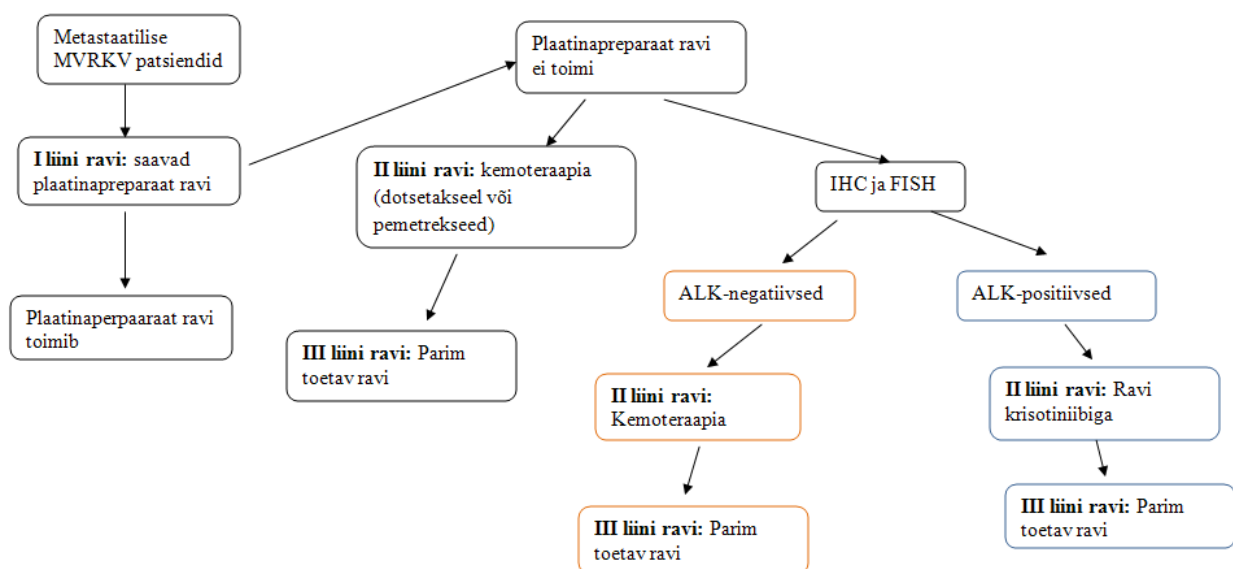 Metastaatilise
MVRKV patsiendid
Plaatinapreparaat ravi
ei toimi
I liini ravi: saavad
plaatinapreparaat ravi
II liini ravi: kemoteraapia
(dotsetakseel või
pemetrekseed)
IHC ja FISH
ALK-negatiivsed
ALK-positiivsed
Plaatinaperpaaraat ravi
toimib
III liini ravi: Parim
toetav ravi
II liini ravi:
Kemoteraapia
II liini ravi: Ravi
krisotiniibiga
III liini ravi: Parim
toetav ravi
III liini ravi: Parim
toetav ravi